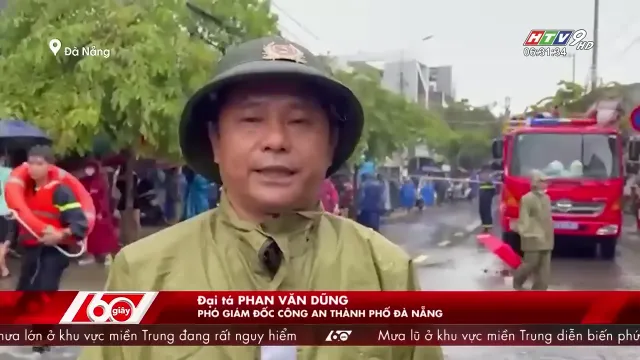 Đà Nẵng
HTV9 HD
06:31:34
60 giây
Đại tá PHAN VĂN DŨNG
PHÓ GIÁM ĐỐC CÔNG AN THÀNH PHỐ ĐÀ NẴNG
mưa lớn ở khu vực miền Trung đang rất nguy hiểm
Mưa lũ ở khu vực miền Trung diễn biến phứ